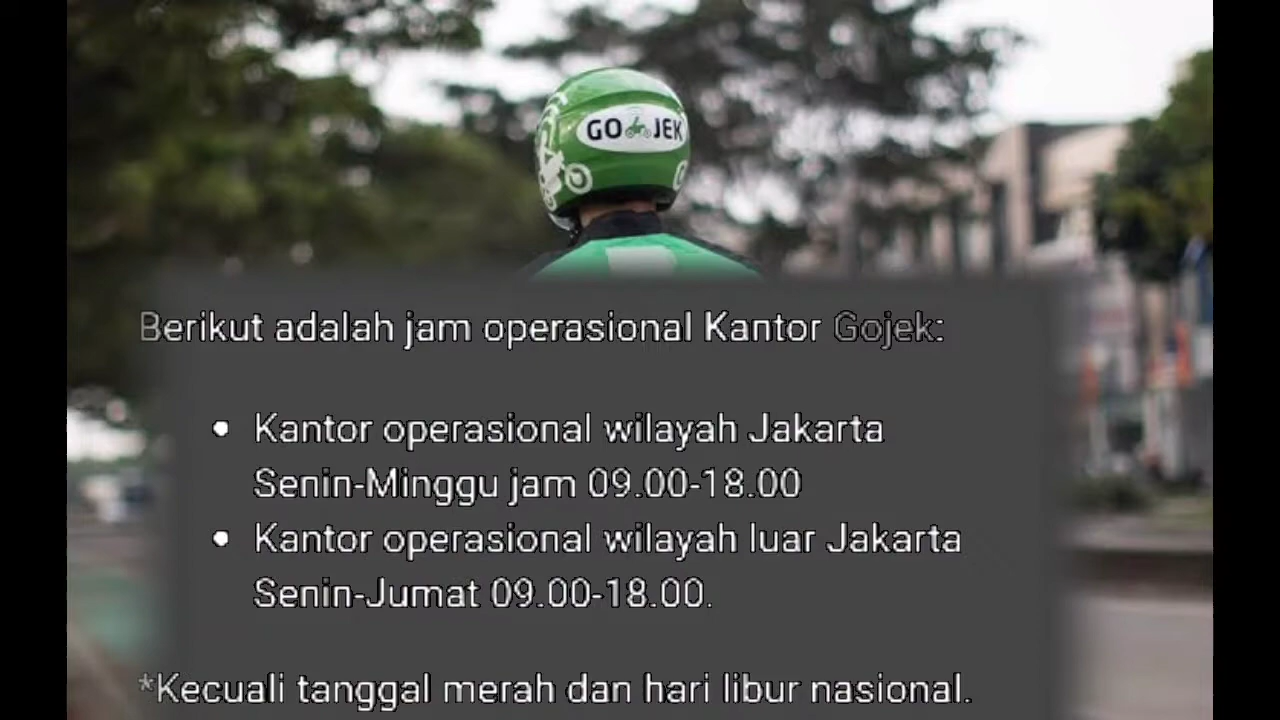 GO JEK
Berikut adalah jam operasional Kantor Gojek:
• Kantor operasional wilayah Jakarta
Senin-Minggu jam 09.00-18.00
• Kantor operasional wilayah luar Jakarta
Senin-Jumat 09.00-18.00.
*Kecuali tanggal merah dan hari libur nasional.